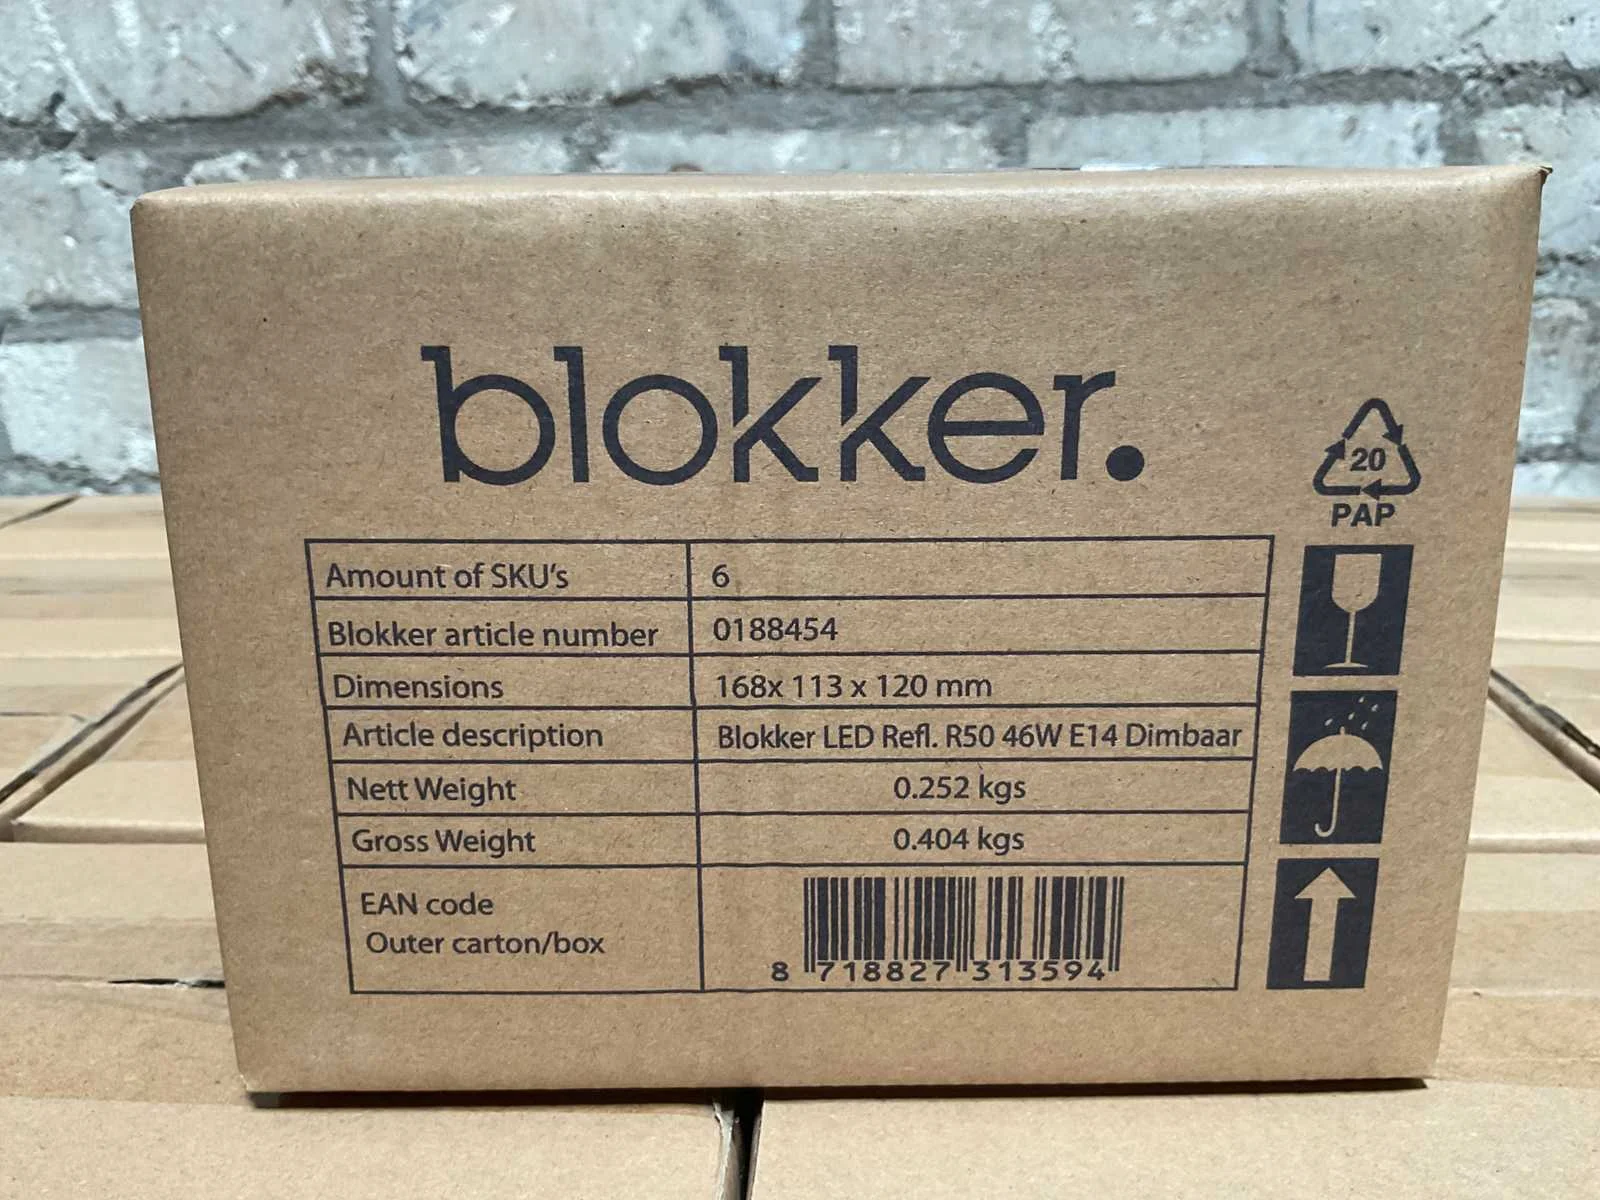 blokker.
20
PAP
Amount of SKU's 6
Blokker article number 0188454
Dimensions 168x 113 x 120 mm
Article description Blokker LED Refl. R50 46W E14 Dimbaar
Nett Weight 0.252 kgs
Gross Weight 0.404 kgs
EAN code
Outer carton/box
8 718827 313594